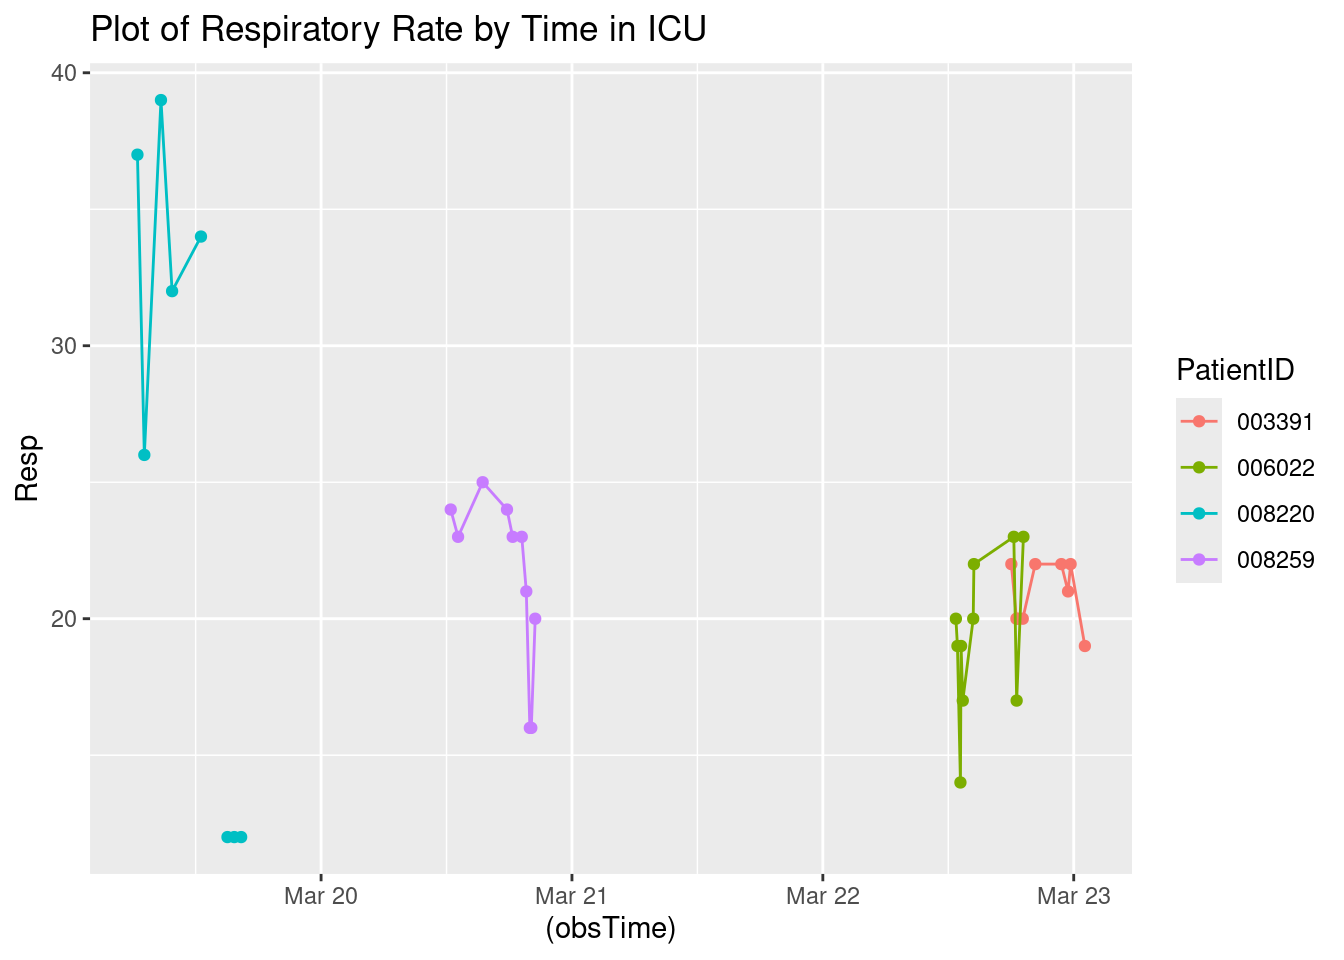 Plot of Respiratory Rate by Time in ICU
40
30
20
Resp
Mar 20
Mar 21
Mar 22
Mar 23
(obsTime)
PatientID
003391
006022
008220
008259